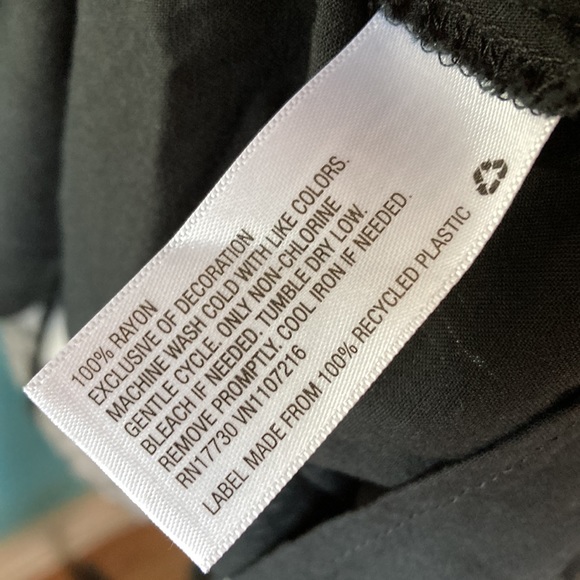 100% RAYON
EXCLUSIVE OF DECORATION
MACHINE WASH COLD WITH LIKE COLORS.
GENTLE CYCLE. ONLY NON-CHLORINE
BLEACH IF NEEDED. TUMBLE DRY LOW.
REMOVE PROMPTLY. COOL IRON IF NEEDED.
RN17730 VN1107216
LABEL MADE FROM 100% RECYCLED PLASTIC